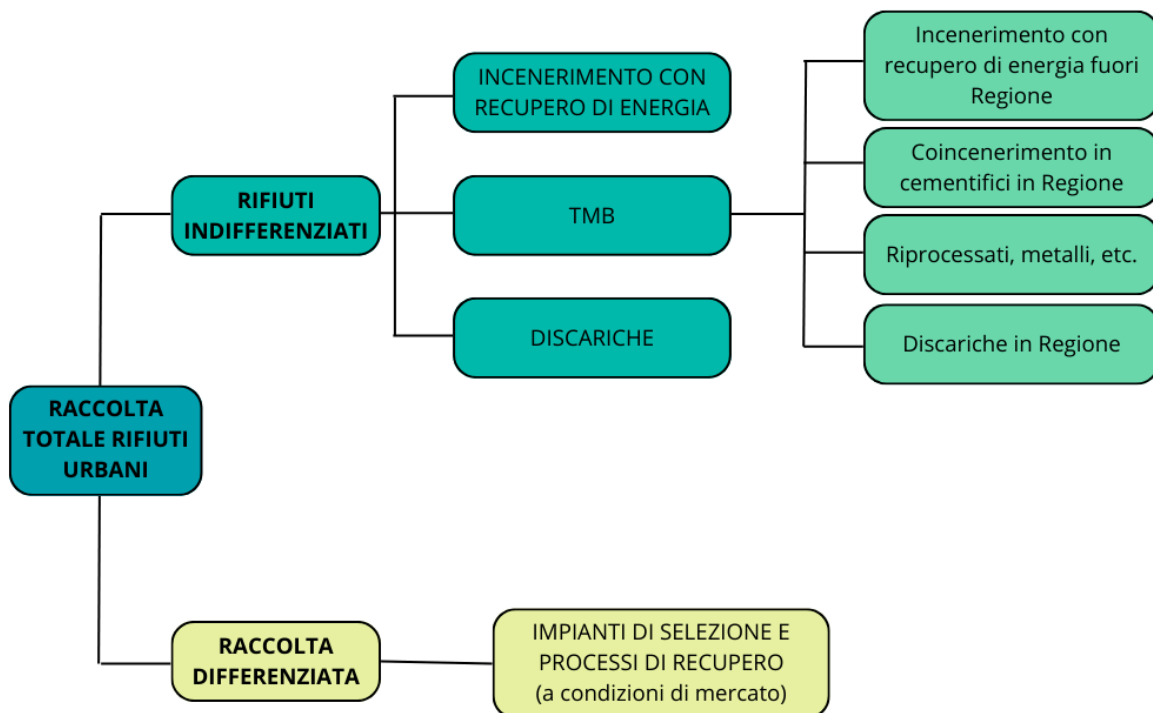 RACCOLTA
TOTALE RIFIUTI
URBANI
RIFIUTI
INDIFFERENZIATI
INCENERIMENTO CON
RECUPERO DI ENERGIA
TMB
DISCARICHE
Incenerimento con
recupero di energia fuori
Regione
Coincenerimento in
cementifici in Regione
Riprocessati, metalli, etc.
Discariche in Regione
RACCOLTA
DIFFERENZIATA
IMPIANTI DI SELEZIONE E
PROCESSI DI RECUPERO
(a condizioni di mercato)